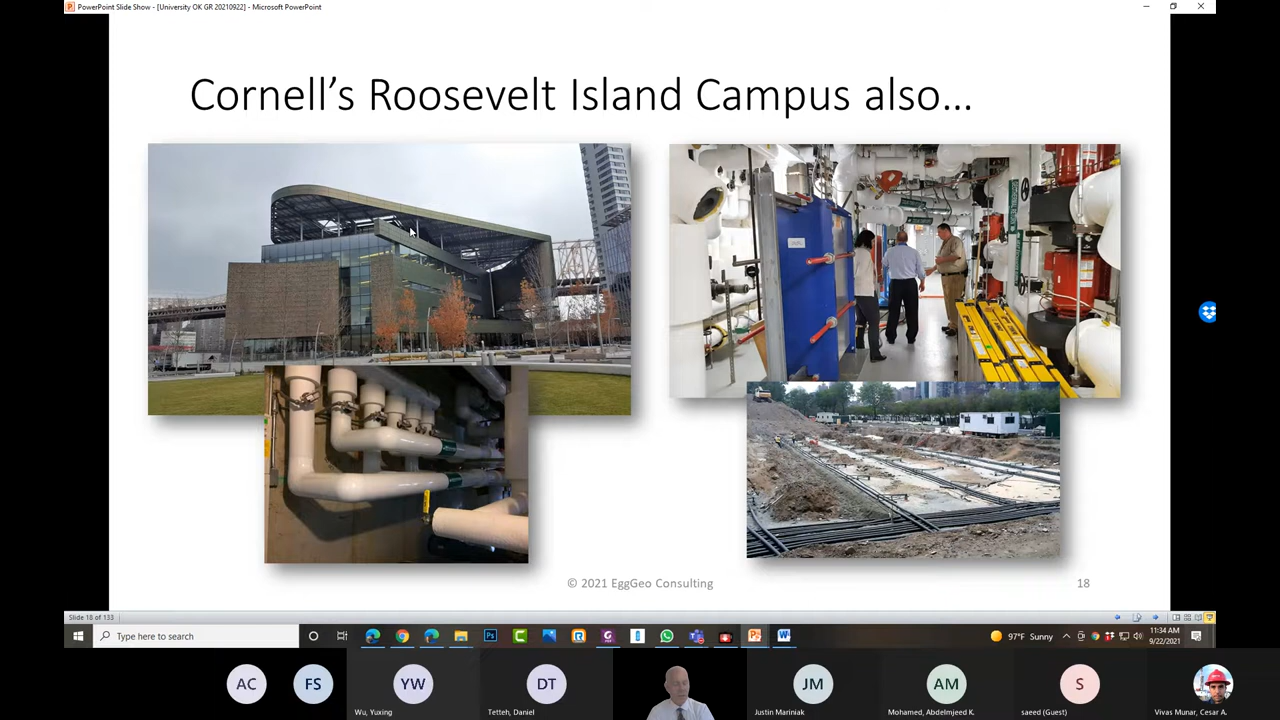 PowerPoint Slide Show - [University OK GR 20210922] - Microsoft PowerPoint
Cornell's Roosevelt Island Campus also...
© 2021 EggGeo Consulting
18
Slide 18 of 133
Type here to search
97°F Sunny
11:34 AM
9/22/2021
AC
FS
YW
DT
JM
AM
S
Wu, Yuxing
Tetteh, Daniel
Justin Mariniak
Mohamed, Abdelmjeed K.
saeed (Guest)
Vivas Munar, Cesar A.